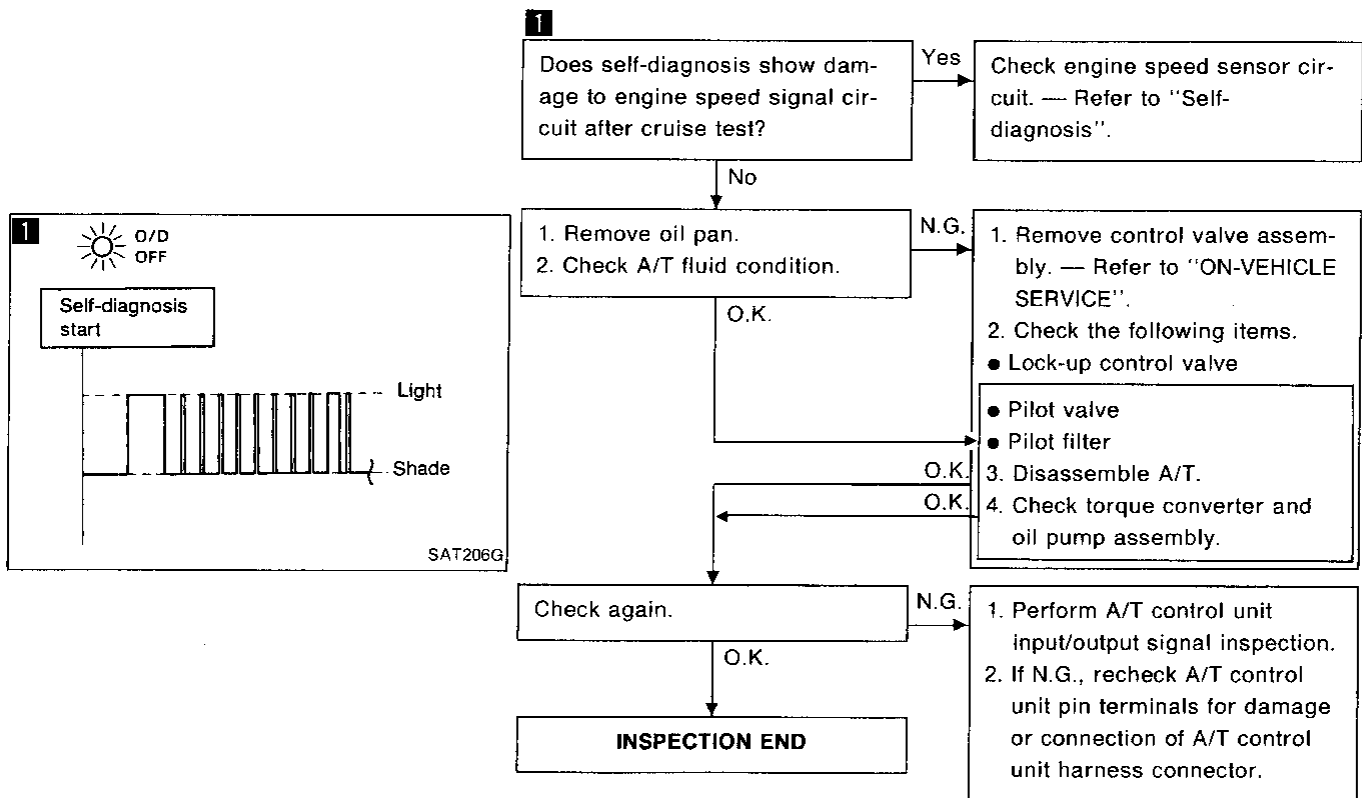 1
Does self-diagnosis show dam-
age to engine speed signal cir-
cuit after cruise test?
Yes
Check engine speed sensor cir-
cuit. — Refer to "Self-
diagnosis".
No
1
O/D
OFF
Self-diagnosis
start
Light
Shade
SAT206G
1. Remove oil pan.
2. Check A/T fluid condition.
N.G.
O.K.
1. Remove control valve assem-
bly. — Refer to "ON-VEHICLE
SERVICE".
2. Check the following items.
● Lock-up control valve
● Pilot valve
● Pilot filter
3. Disassemble A/T.
4. Check torque converter and
oil pump assembly.
O.K.
O.K.
Check again.
N.G.
O.K.
1. Perform A/T control unit
input/output signal inspection.
2. If N.G., recheck A/T control
unit pin terminals for damage
or connection of A/T control
unit harness connector.
INSPECTION END